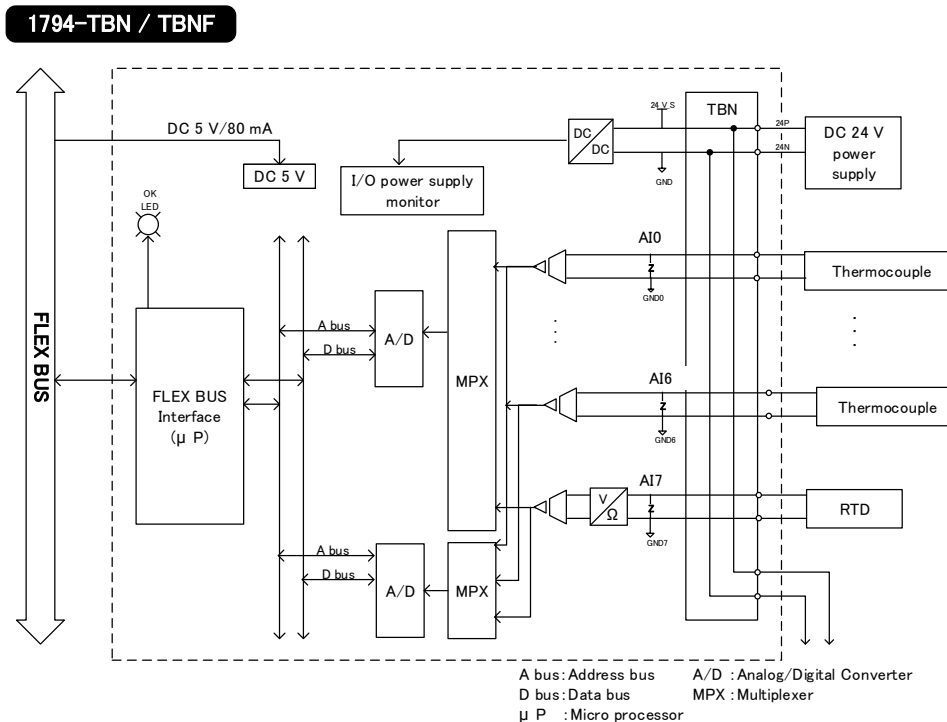 1794-TBN / TBNF
FLEX BUS
DC 5 V/80 mA
DC 5 V
OK
LED
FLEX BUS
Interface
(μ P)
I/O power supply
monitor
DC
DC
24 V S
GND
TBN
24P
24N
DC 24 V
power
supply
A bus
D bus
A/D
MPX
AI0
GND0
Thermocouple
AI6
GND6
Thermocouple
AI7
V
Ω
GND7
RTD
A bus
D bus
A/D
MPX
A bus : Address bus
D bus : Data bus
μ P : Micro processor
A/D : Analog/Digital Converter
MPX : Multiplexer